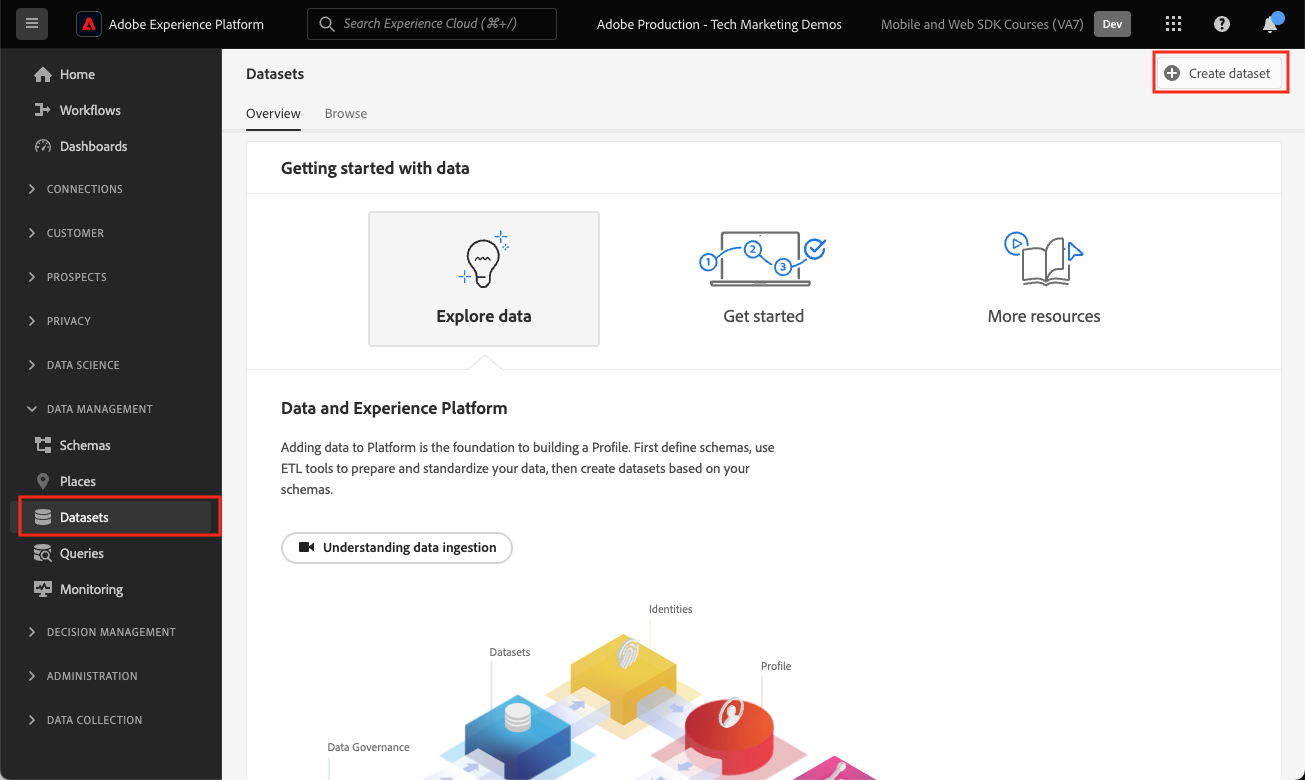 Adobe Experience Platform
Search Experience Cloud (⌘+/)
Adobe Production - Tech Marketing Demos
Mobile and Web SDK Courses (VA7)
Dev
Home
Workflows
Dashboards
CONNECTIONS
CUSTOMER
PROSPECTS
PRIVACY
DATA SCIENCE
DATA MANAGEMENT
Schemas
Places
Datasets
Queries
Monitoring
DECISION MANAGEMENT
ADMINISTRATION
DATA COLLECTION
Datasets
Create dataset
Overview
Browse
Getting started with data
1
2
3
Explore data
Get started
More resources
Data and Experience Platform
Adding data to Platform is the foundation to building a Profile. First define schemas, use
ETL tools to prepare and standardize your data, then create datasets based on your
schemas.
Understanding data ingestion
Identities
Datasets
Profile
Data Governance